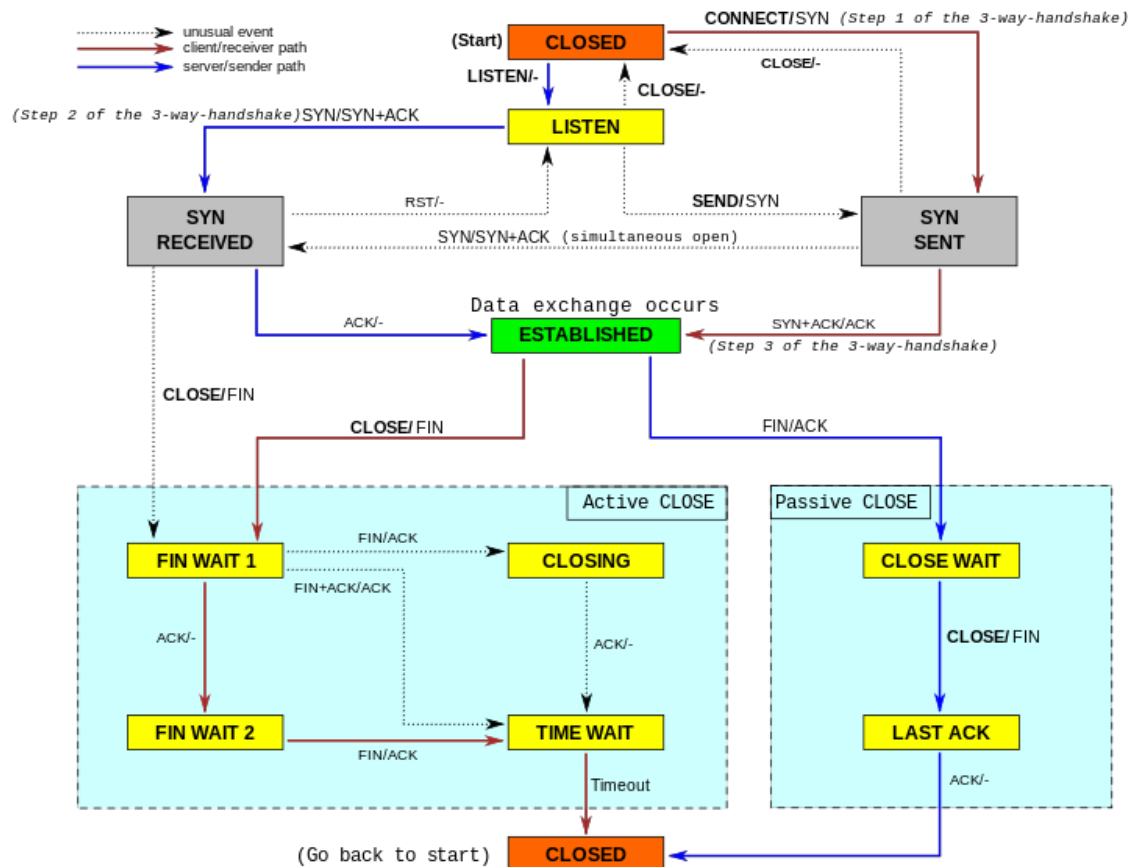 unusual event
client/receiver path
server/sender path
CONNECT/SYN (Step 1 of the 3-way-handshake)
(Start)
CLOSED
CLOSE/-
LISTEN/-
CLOSE/-
(Step 2 of the 3-way-handshake)SYN/SYN+ACK
LISTEN
SYN
RECEIVED
RST/-
SEND/SYN
SYN
SENT
SYN/SYN+ACK (simultaneous open)
Data exchange occurs
ACK/-
ESTABLISHED
SYN+ACK/ACK
(Step 3 of the 3-way-handshake)
CLOSE/FIN
CLOSE/FIN
FIN/ACK
Active CLOSE
Passive CLOSE
FIN WAIT 1
FIN/ACK
CLOSING
CLOSE WAIT
FIN+ACK/ACK
ACK/-
ACK/-
CLOSE/FIN
FIN WAIT 2
FIN/ACK
TIME WAIT
LAST ACK
Timeout
ACK/-
(Go back to start)
CLOSED